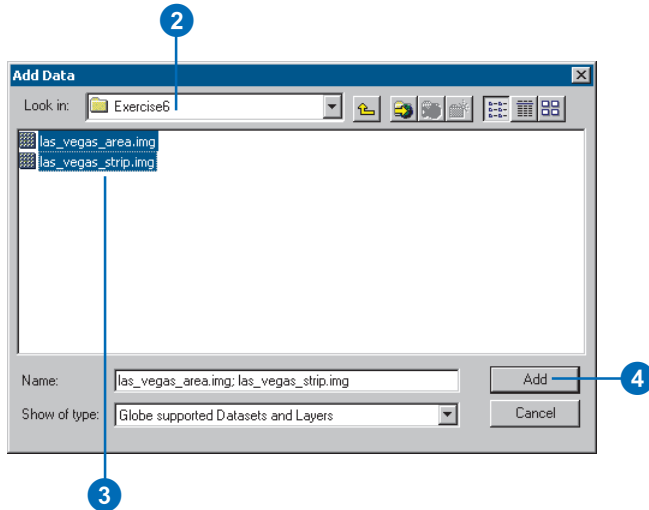 2
Add Data
Look in: Exercise6
las_vegas_area.img
las_vegas_strip.img
Name: las_vegas_area.img; las_vegas_strip.img Add 4
Show of type: Globe supported Datasets and Layers Cancel
3